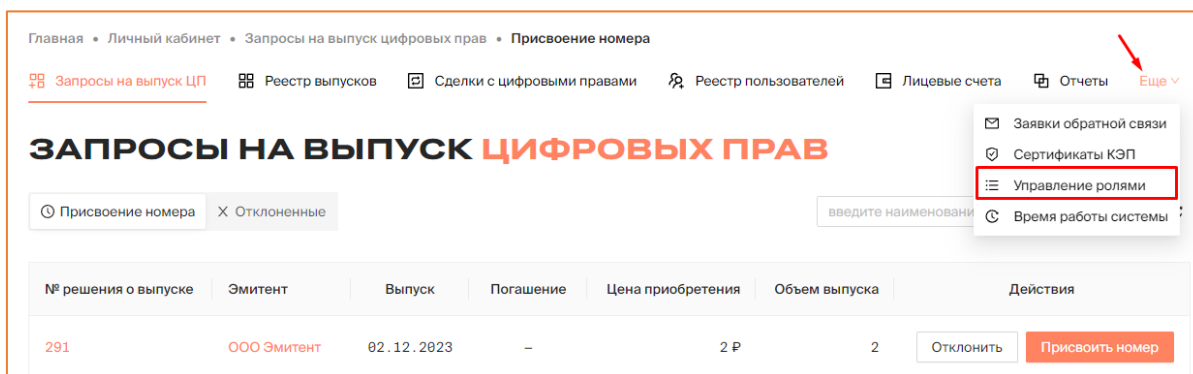 Главная • Личный кабинет • Запросы на выпуск цифровых прав • Присвоение номера
Запросы на выпуск ЦП Реестр выпусков Сделки с цифровыми правами Реестр пользователей Лицевые счета Отчеты Еще
Заявки обратной связи
Сертификаты КЭП
Управление ролями
Время работы системы
ЗАПРОСЫ НА ВЫПУСК ЦИФРОВЫХ ПРАВ
Присвоение номера Отклоненные введите наименовани
№ решения о выпуске Эмитент Выпуск Погашение Цена приобретения Объем выпуска Действия
291 ООО Эмитент 02.12.2023 – 2 ₽ 2 Отклонить Присвоить номер